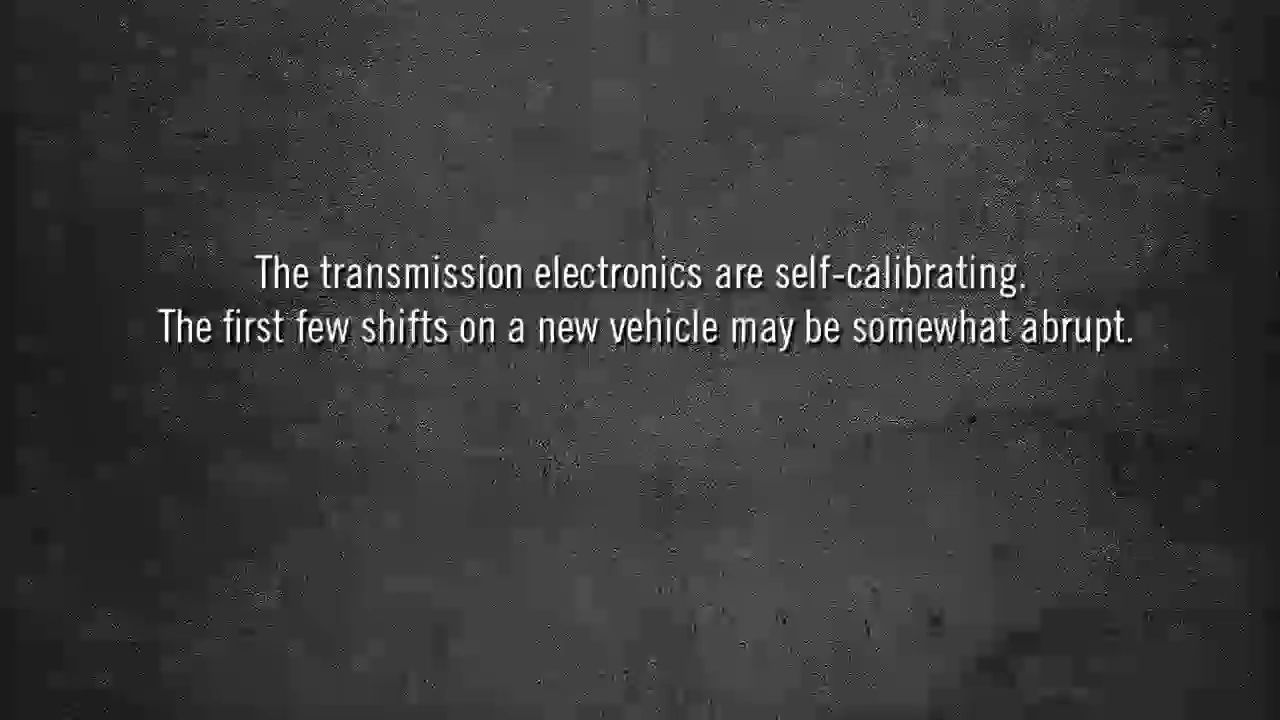 The transmission electronics are self-calibrating.
The first few shifts on a new vehicle may be somewhat abrupt.